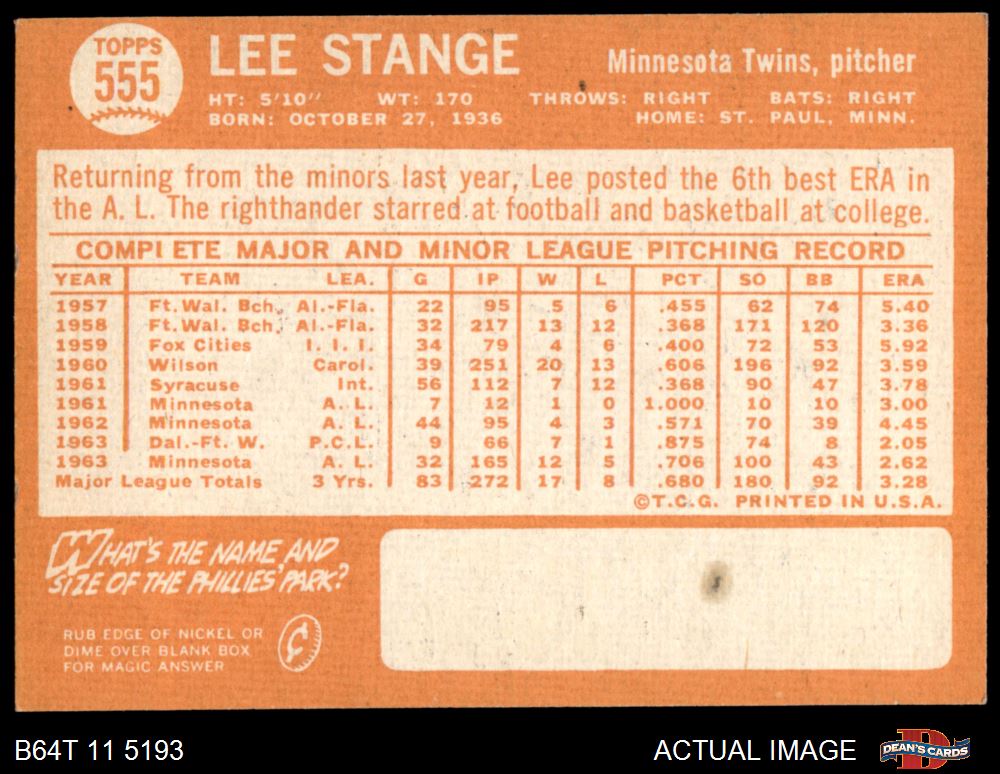 TOPPS
555
LEE STANGE
Minnesota Twins, pitcher
HT: 5'10" WT: 170 THROWS: RIGHT BATS: RIGHT
BORN: OCTOBER 27, 1936 HOME: ST. PAUL, MINN.
Returning from the minors last year, Lee posted the 6th best ERA in
the A. L. The righthander starred at football and basketball at college.
COMPLETE MAJOR AND MINOR LEAGUE PITCHING RECORD
YEAR TEAM LEA. G IP W L PCT. SO BB ERA
1957 Ft.Wal. Bch. Al.-Fla. 22 95 5 6 .455 62 74 5.40
1958 Ft.Wal. Bch. Al.-Fla. 32 217 13 12 .368 171 120 3.36
1959 Fox Cities I. I. I. 34 79 4 6 .400 72 53 5.92
1960 Wilson Carol. 39 251 20 13 .606 196 92 3.59
1961 Syracuse Int. 56 112 7 12 .368 90 47 3.78
1961 Minnesota A. L. 7 12 1 0 1.000 10 10 3.00
1962 Minnesota A. L. 44 95 4 3 .571 70 39 4.45
1963 Dal.-Ft. W. P.C.L. 9 66 7 1 .875 74 8 2.05
1963 Minnesota A. L. 32 165 12 5 .706 100 43 2.62
Major League Totals 3 Yrs. 83 272 17 8 .680 180 92 3.28
©T.C.G. PRINTED IN U.S.A.
WHAT'S THE NAME AND
SIZE OF THE PHILLIES' PARK?
RUB EDGE OF NICKEL OR
DIME OVER BLANK BOX
FOR MAGIC ANSWER
B64T 11 5193 ACTUAL IMAGE
DEAN'S CARDS